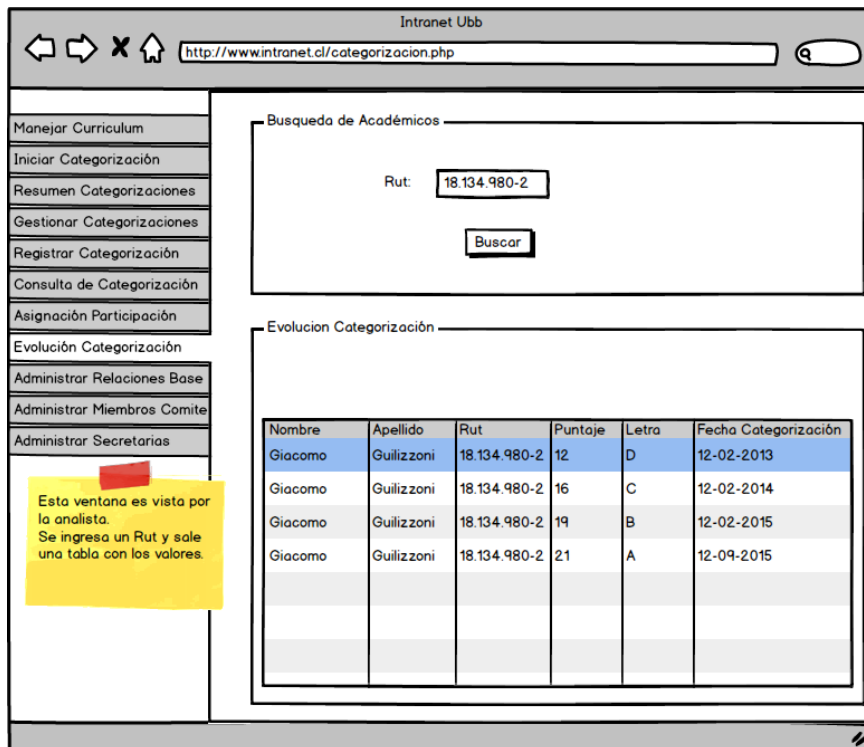 Intranet Ubb
http://www.intranet.cl/categorizacion.php
Manejar Curriculum
Iniciar Categorización
Resumen Categorizaciones
Gestionar Categorizaciones
Registrar Categorización
Consulta de Categorización
Asignación Participación
Evolución Categorización
Administrar Relaciones Base
Administrar Miembros Comite
Administrar Secretarias
Esta ventana es vista por
la analista.
Se ingresa un Rut y sale
una tabla con los valores.
Busqueda de Académicos
Rut: 18.134.980-2
Buscar
Evolucion Categorización
Nombre Apellido Rut Puntaje Letra Fecha Categorización
Giacomo Guilizzoni 18.134.980-2 12 D 12-02-2013
Giacomo Guilizzoni 18.134.980-2 16 C 12-02-2014
Giacomo Guilizzoni 18.134.980-2 19 B 12-02-2015
Giacomo Guilizzoni 18.134.980-2 21 A 12-09-2015